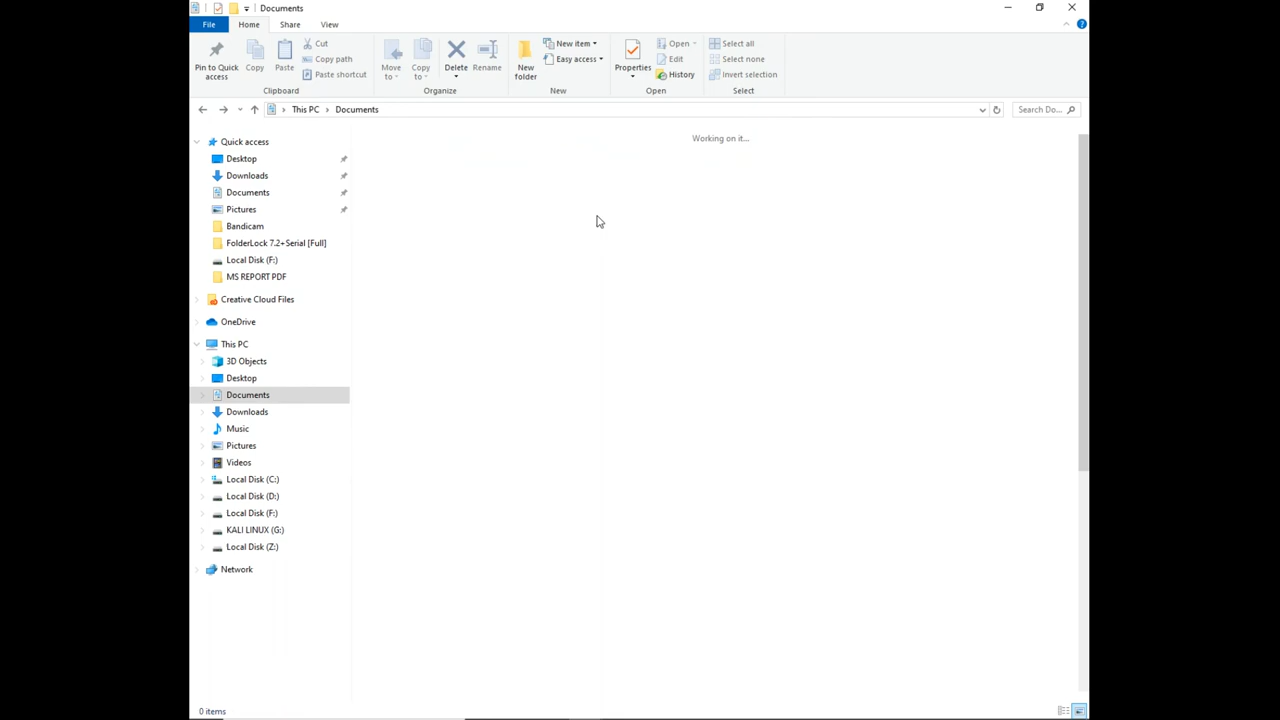 Documents
File Home Share View
Pin to Quick access
Copy
Paste
Cut
Copy path
Paste shortcut
Clipboard
Move to
Copy to
Delete
Rename
Organize
New folder
New item
Easy access
New
Properties
Open
Edit
History
Open
Select all
Select none
Invert selection
Select
This PC > Documents
Search Do...
Working on it...
Quick access
Desktop
Downloads
Documents
Pictures
Bandicam
FolderLock 7.2+Serial [Full]
Local Disk (F:)
MS REPORT PDF
Creative Cloud Files
OneDrive
This PC
3D Objects
Desktop
Documents
Downloads
Music
Pictures
Videos
Local Disk (C:)
Local Disk (D:)
Local Disk (F:)
KALI LINUX (G:)
Local Disk (Z:)
Network
0 items